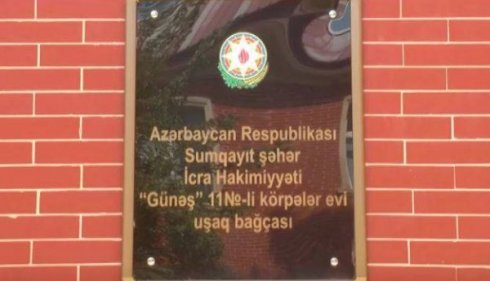 Azərbaycan Respublikası
Sumqayıt şəhər
İcra Hakimiyyəti
“Günəş” 11№-li körpələr evi
uşaq bağçası